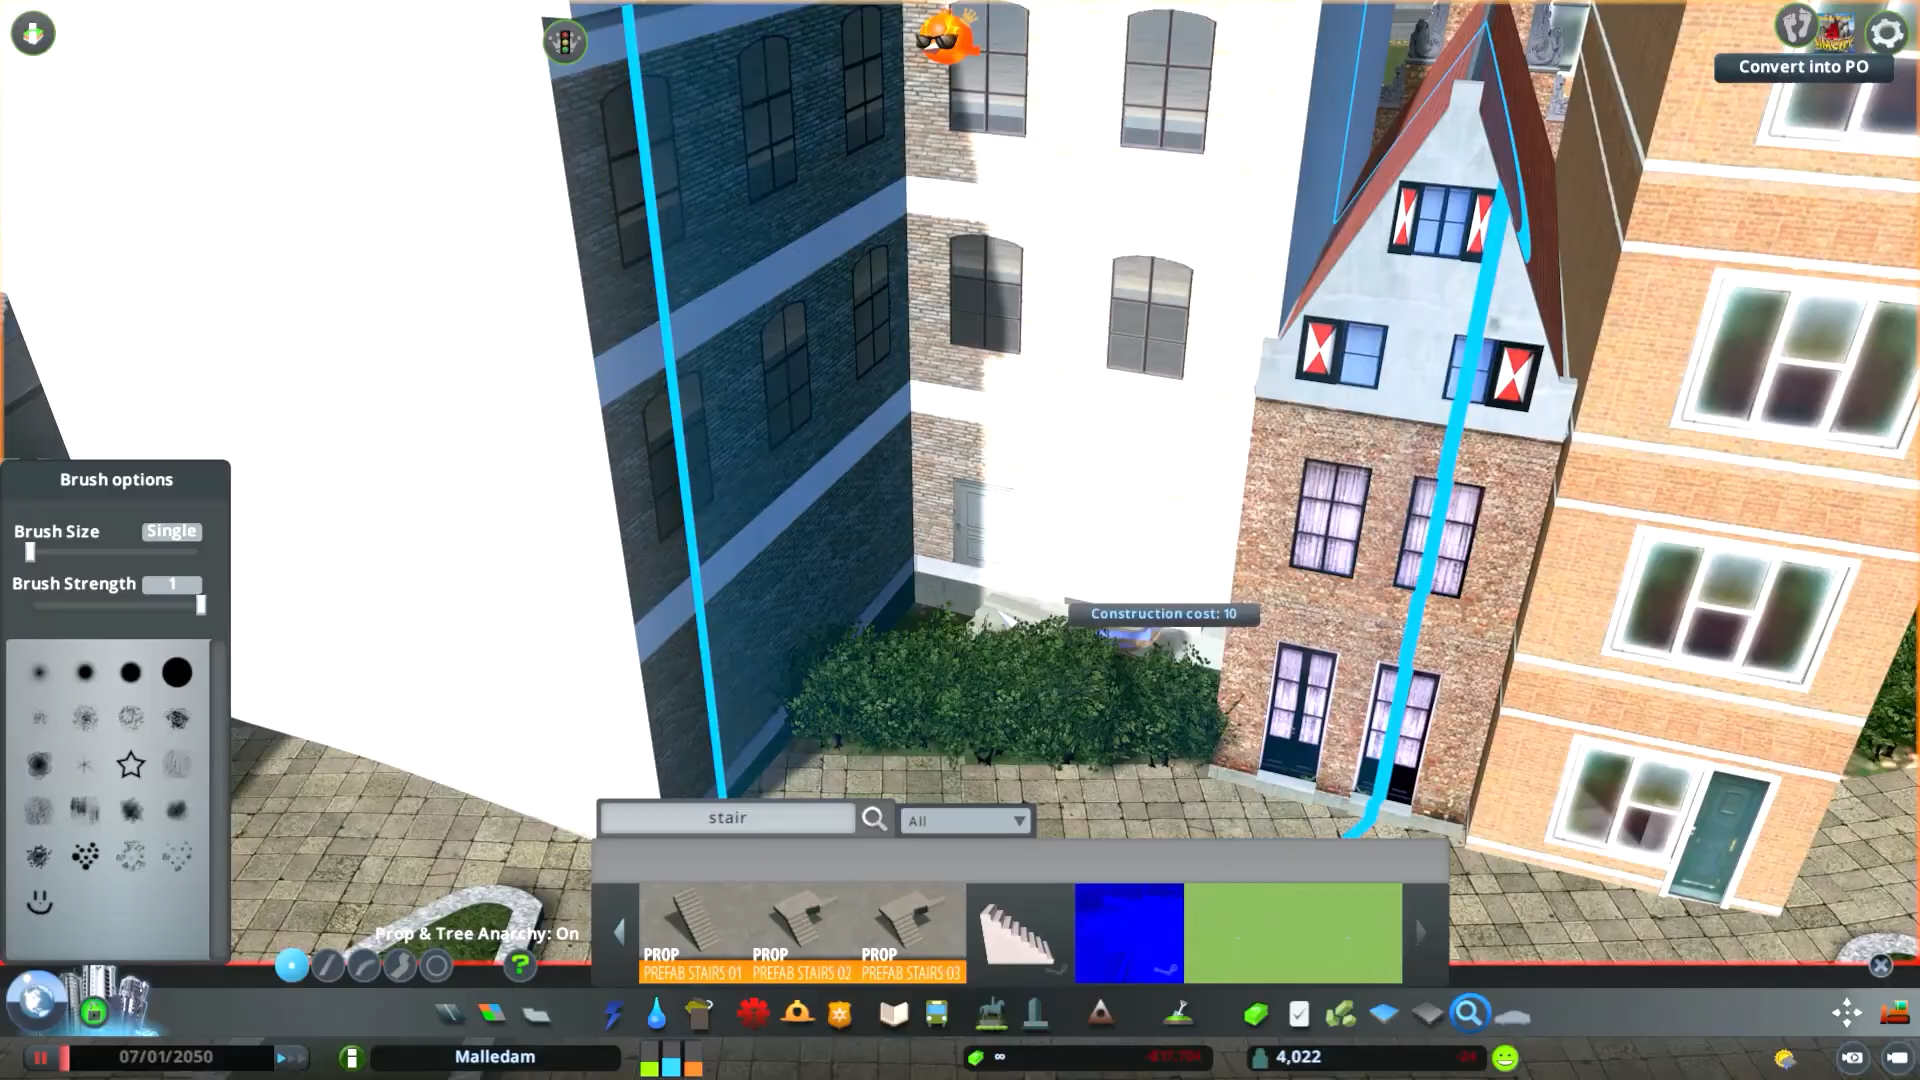 Convert into PO
Brush options
Brush Size Single
Brush Strength 1
Construction cost: 10
stair
All
PROP
PREFAB STAIRS 01
PROP
PREFAB STAIRS 02
PROP
PREFAB STAIRS 03
Prop & Tree Anarchy: On
07/01/2050
Malledam
∞
4,022